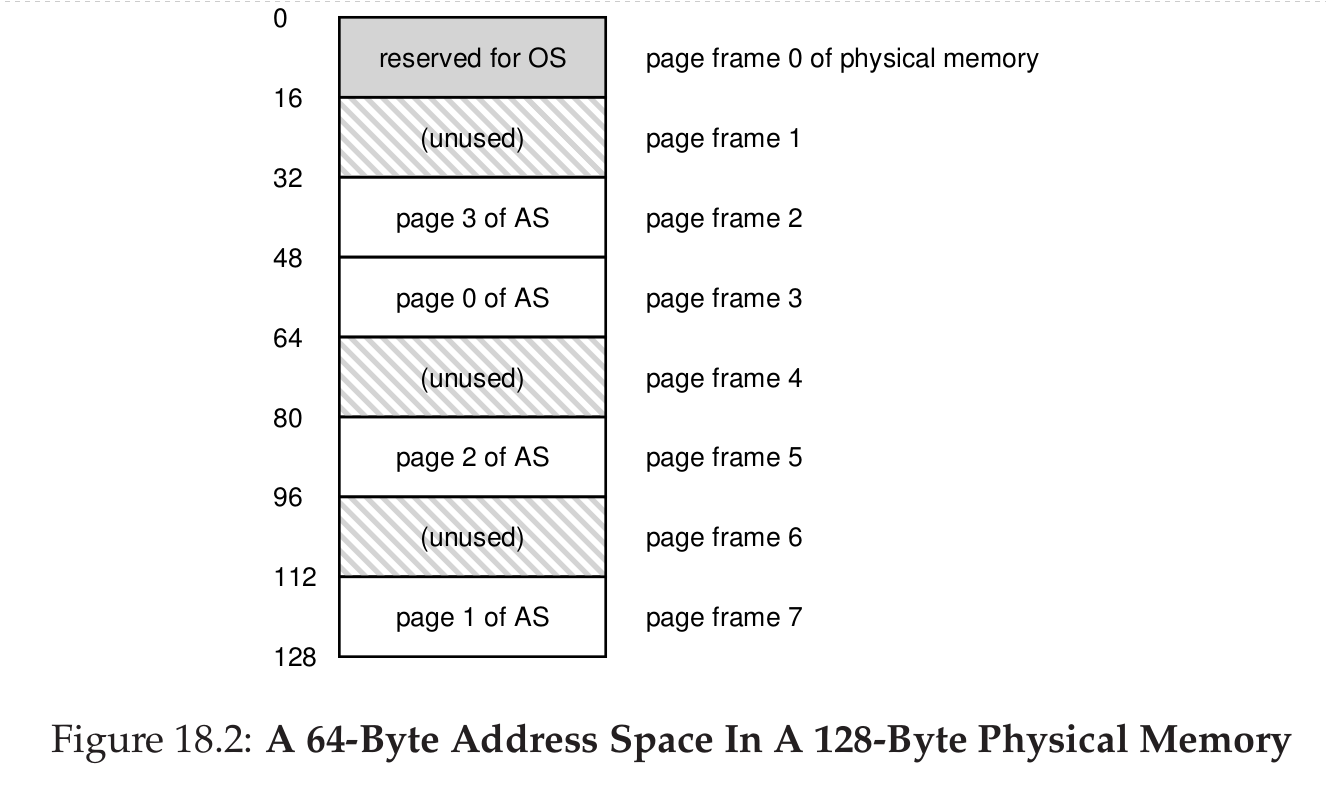 0
reserved for OS page frame 0 of physical memory
16
(unused) page frame 1
32
page 3 of AS page frame 2
48
page 0 of AS page frame 3
64
(unused) page frame 4
80
page 2 of AS page frame 5
96
(unused) page frame 6
112
page 1 of AS page frame 7
128
Figure 18.2: A 64-Byte Address Space In A 128-Byte Physical Memory